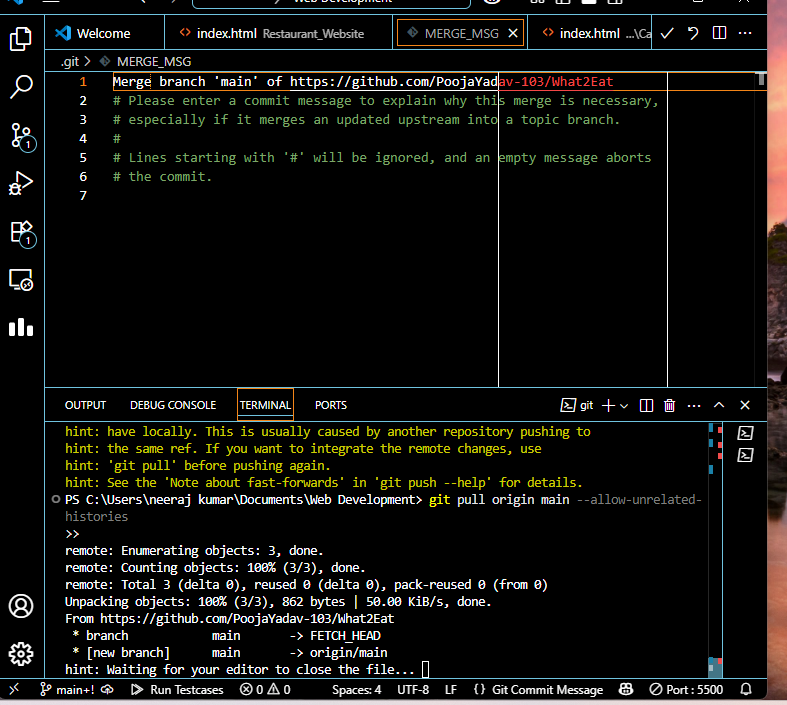 Web Development
Welcome
index.html Restaurant_Website
MERGE_MSG
index.html ...\Ca
.git > MERGE_MSG
1 Merge branch 'main' of https://github.com/PoojaYadav-103/What2Eat
2 # Please enter a commit message to explain why this merge is necessary,
3 # especially if it merges an updated upstream into a topic branch.
4 #
5 # Lines starting with '#' will be ignored, and an empty message aborts
6 # the commit.
7
1
1
OUTPUT DEBUG CONSOLE TERMINAL PORTS git
hint: have locally. This is usually caused by another repository pushing to
hint: the same ref. If you want to integrate the remote changes, use
hint: 'git pull' before pushing again.
hint: See the 'Note about fast-forwards' in 'git push --help' for details.
PS C:\Users\neeraj kumar\Documents\Web Development> git pull origin main --allow-unrelated-
histories
>>
remote: Enumerating objects: 3, done.
remote: Counting objects: 100% (3/3), done.
remote: Total 3 (delta 0), reused 0 (delta 0), pack-reused 0 (from 0)
Unpacking objects: 100% (3/3), 862 bytes | 50.00 KiB/s, done.
From https://github.com/PoojaYadav-103/What2Eat
* branch main -> FETCH_HEAD
* [new branch] main -> origin/main
hint: Waiting for your editor to close the file...
main+! Run Testcases 0 0 Spaces: 4 UTF-8 LF {} Git Commit Message Port : 5500